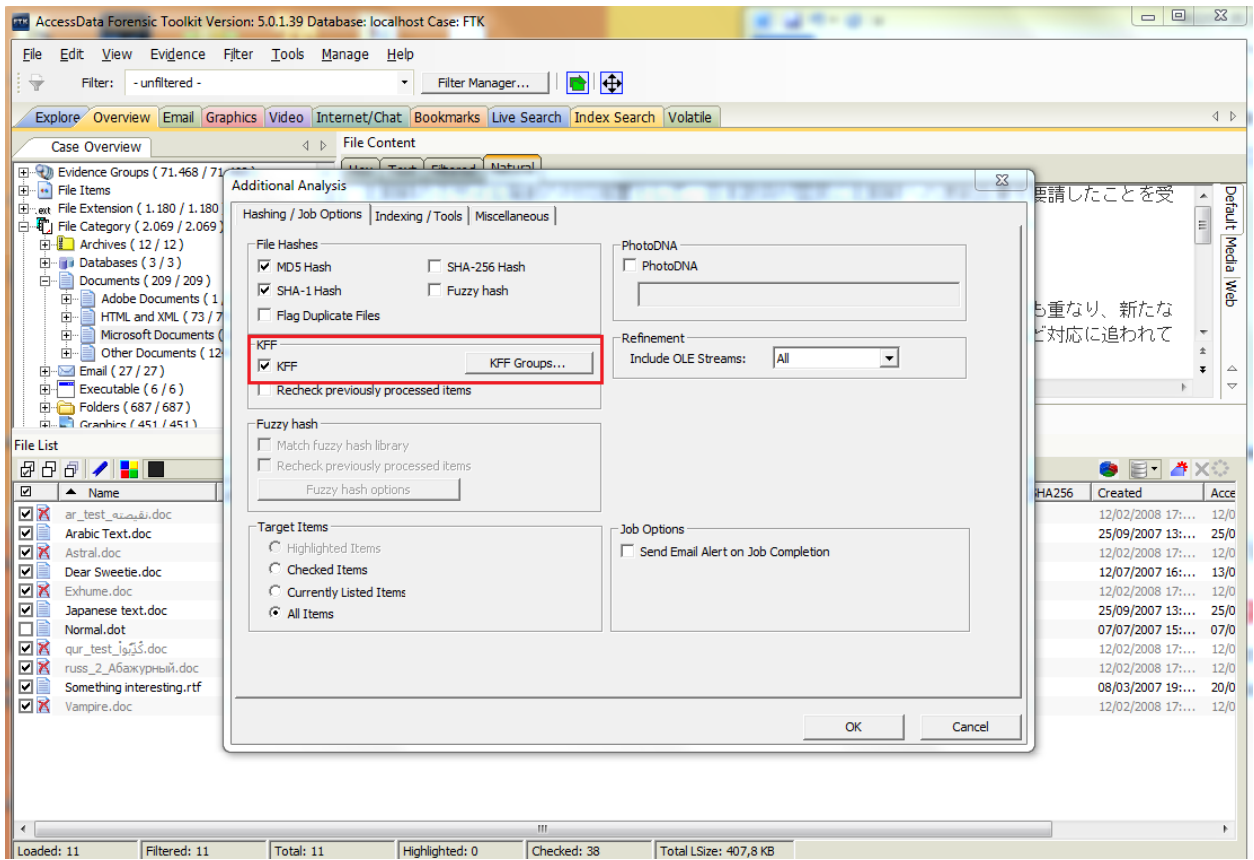 AccessData Forensic Toolkit Version: 5.0.1.39 Database: localhost Case: FTK
File Edit View Evidence Filter Tools Manage Help
Filter: - unfiltered - Filter Manager...
Explore Overview Email Graphics Video Internet/Chat Bookmarks Live Search Index Search Volatile
Case Overview
File Content
Hex Text Filtered Natural
Evidence Groups ( 71.468 / 71
File Items
File Extension ( 1.180 / 1.180
File Category ( 2.069 / 2.069 )
Archives ( 12 / 12 )
Databases ( 3 / 3 )
Documents ( 209 / 209 )
Adobe Documents ( 1
HTML and XML ( 73 / 7
Microsoft Documents (
Other Documents ( 12
Email ( 27 / 27 )
Executable ( 6 / 6 )
Folders ( 687 / 687 )
Graphics ( 451 / 451 )
要請したことを受
も重なり、新たな
ど対応に追われて
Default Media Web
Additional Analysis
Hashing / Job Options Indexing / Tools Miscellaneous
File Hashes
MD5 Hash SHA-256 Hash
SHA-1 Hash Fuzzy hash
Flag Duplicate Files
KFF
KFF KFF Groups...
Recheck previously processed items
Fuzzy hash
Match fuzzy hash library
Recheck previously processed items
Fuzzy hash options
Target Items
Highlighted Items
Checked Items
Currently Listed Items
All Items
PhotoDNA
PhotoDNA
Refinement
Include OLE Streams: All
Job Options
Send Email Alert on Job Completion
OK Cancel
File List
Name SHA256 Created Acce
ar_test_نقيصته.doc 12/02/2008 17:... 12/0
Arabic Text.doc 25/09/2007 13:... 25/0
Astral.doc 12/02/2008 17:... 12/0
Dear Sweetie.doc 12/07/2007 16:... 13/0
Exhume.doc 12/02/2008 17:... 12/0
Japanese text.doc 25/09/2007 13:... 25/0
Normal.dot 07/07/2007 15:... 07/0
qur_test_كُذِّبُواْ.doc 12/02/2008 17:... 12/0
russ_2_Абажурный.doc 12/02/2008 17:... 12/0
Something interesting.rtf 08/03/2007 19:... 20/0
Vampire.doc 12/02/2008 17:... 12/0
Loaded: 11 Filtered: 11 Total: 11 Highlighted: 0 Checked: 38 Total LSize: 407,8 KB